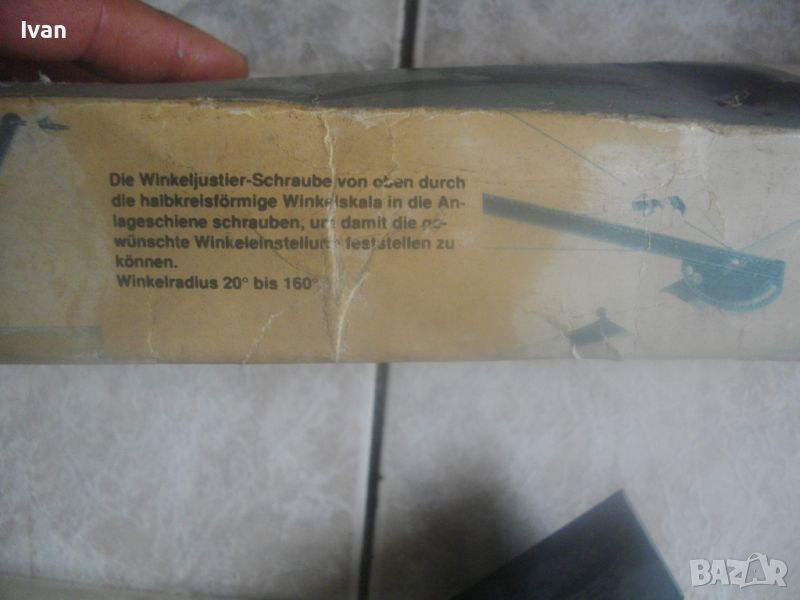 Ivan
Die Winkeljustier-Schraube von oben durch
die halbkreisförmige Winkelskala in die An-
lageschiene schrauben, um damit die ge-
wünschte Winkeleinstellung feststellen zu
können.
Winkelradius 20° bis 160°
BAZAR